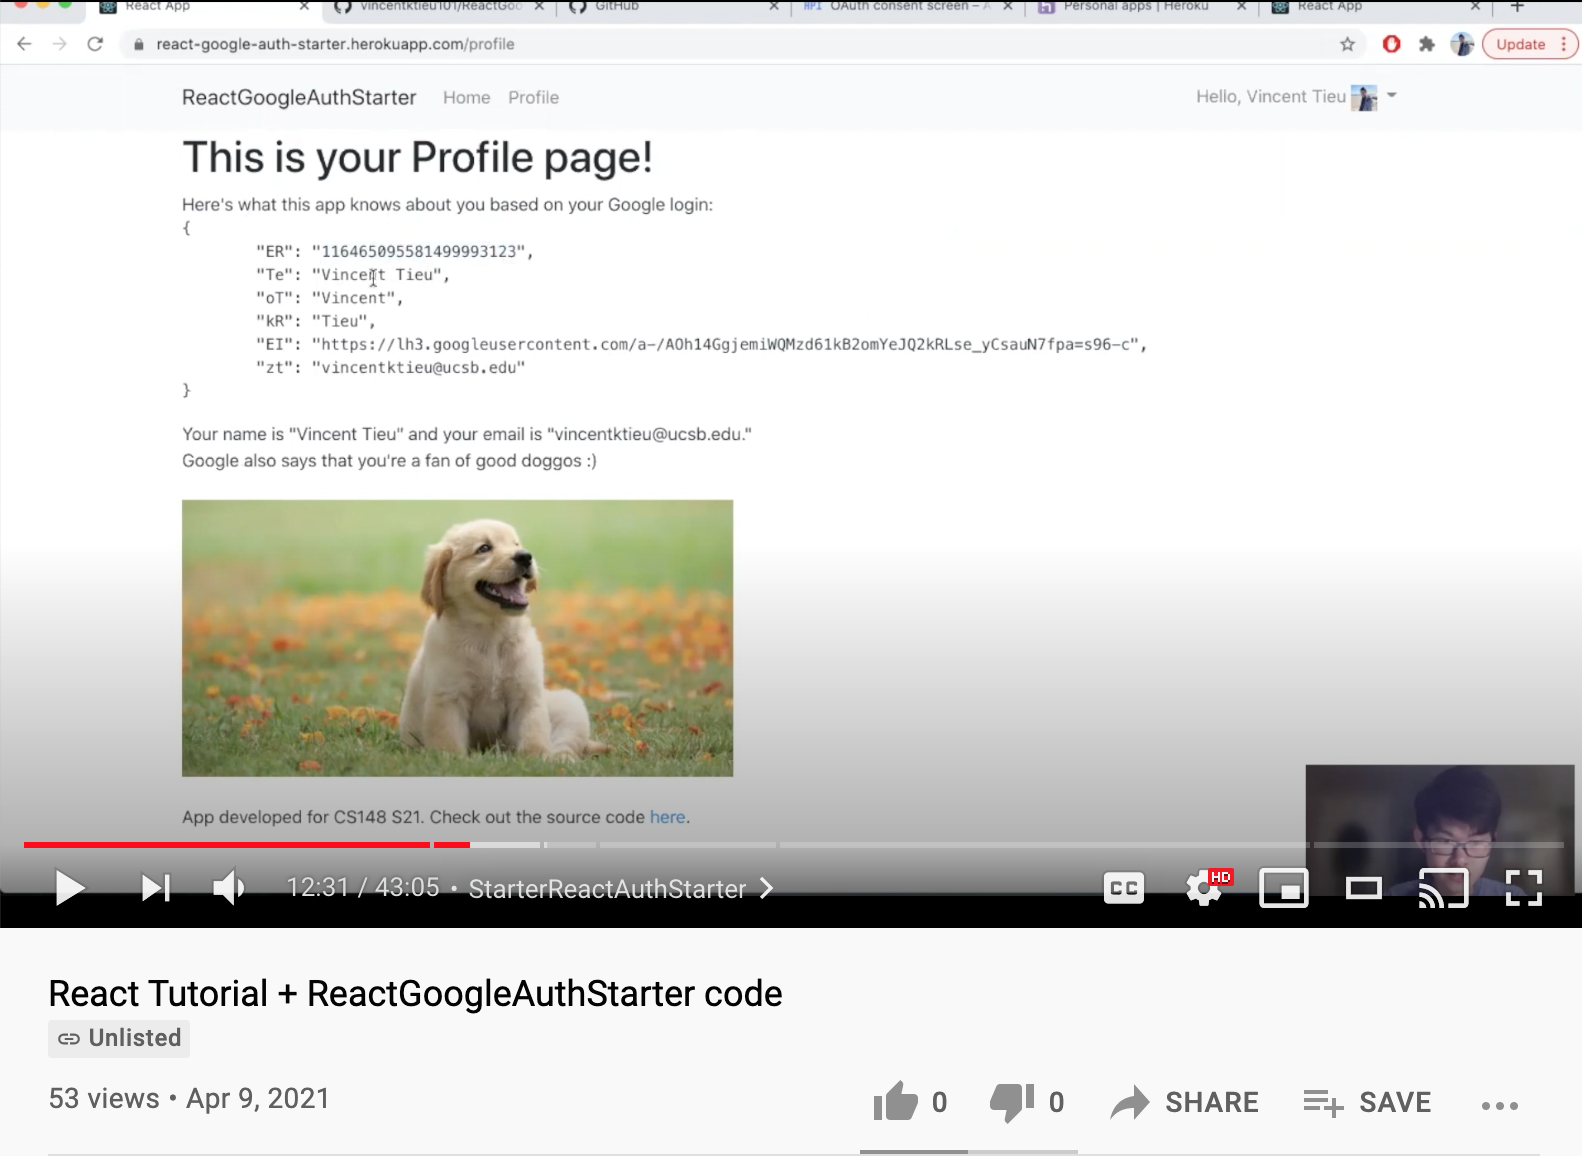 React App
vincentktieu101/ReactGoo
GitHub
API OAuth consent screen – A
Personal apps | Heroku
React App
react-google-auth-starter.herokuapp.com/profile
Update
ReactGoogleAuthStarter Home Profile Hello, Vincent Tieu
This is your Profile page!
Here's what this app knows about you based on your Google login:
{
"ER": "116465095581499993123",
"Te": "Vincent Tieu",
"oT": "Vincent",
"kR": "Tieu",
"EI": "https://lh3.googleusercontent.com/a-/AOh14GgjemiWQMzd61kB2omYeJQ2kRLse_yCsauN7fpa=s96-c",
"zt": "vincentktieu@ucsb.edu"
}
Your name is "Vincent Tieu" and your email is "vincentktieu@ucsb.edu."
Google also says that you're a fan of good doggos :)
App developed for CS148 S21. Check out the source code here.
12:31 / 43:05 • StarterReactAuthStarter
CC
HD
React Tutorial + ReactGoogleAuthStarter code
Unlisted
53 views • Apr 9, 2021
0 0 SHARE SAVE